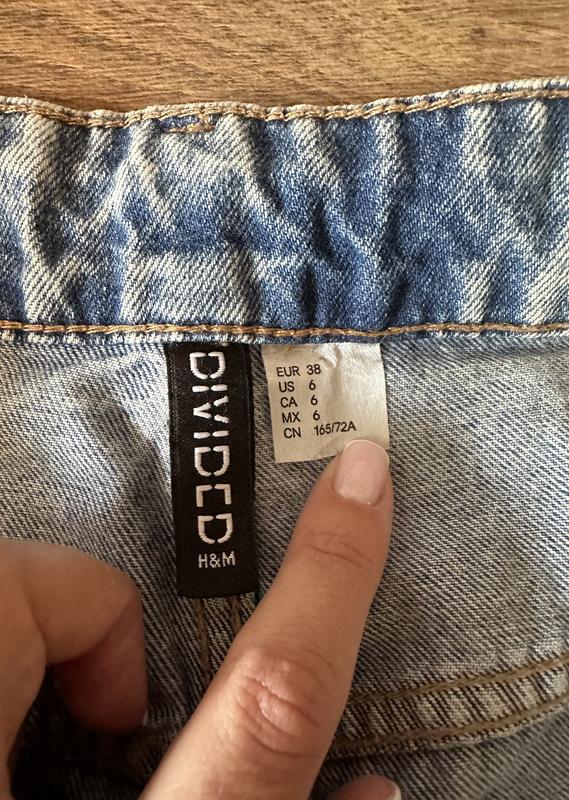 DIVIDED
H&M
EUR 38
US 6
CA 6
MX 6
CN 165/72A